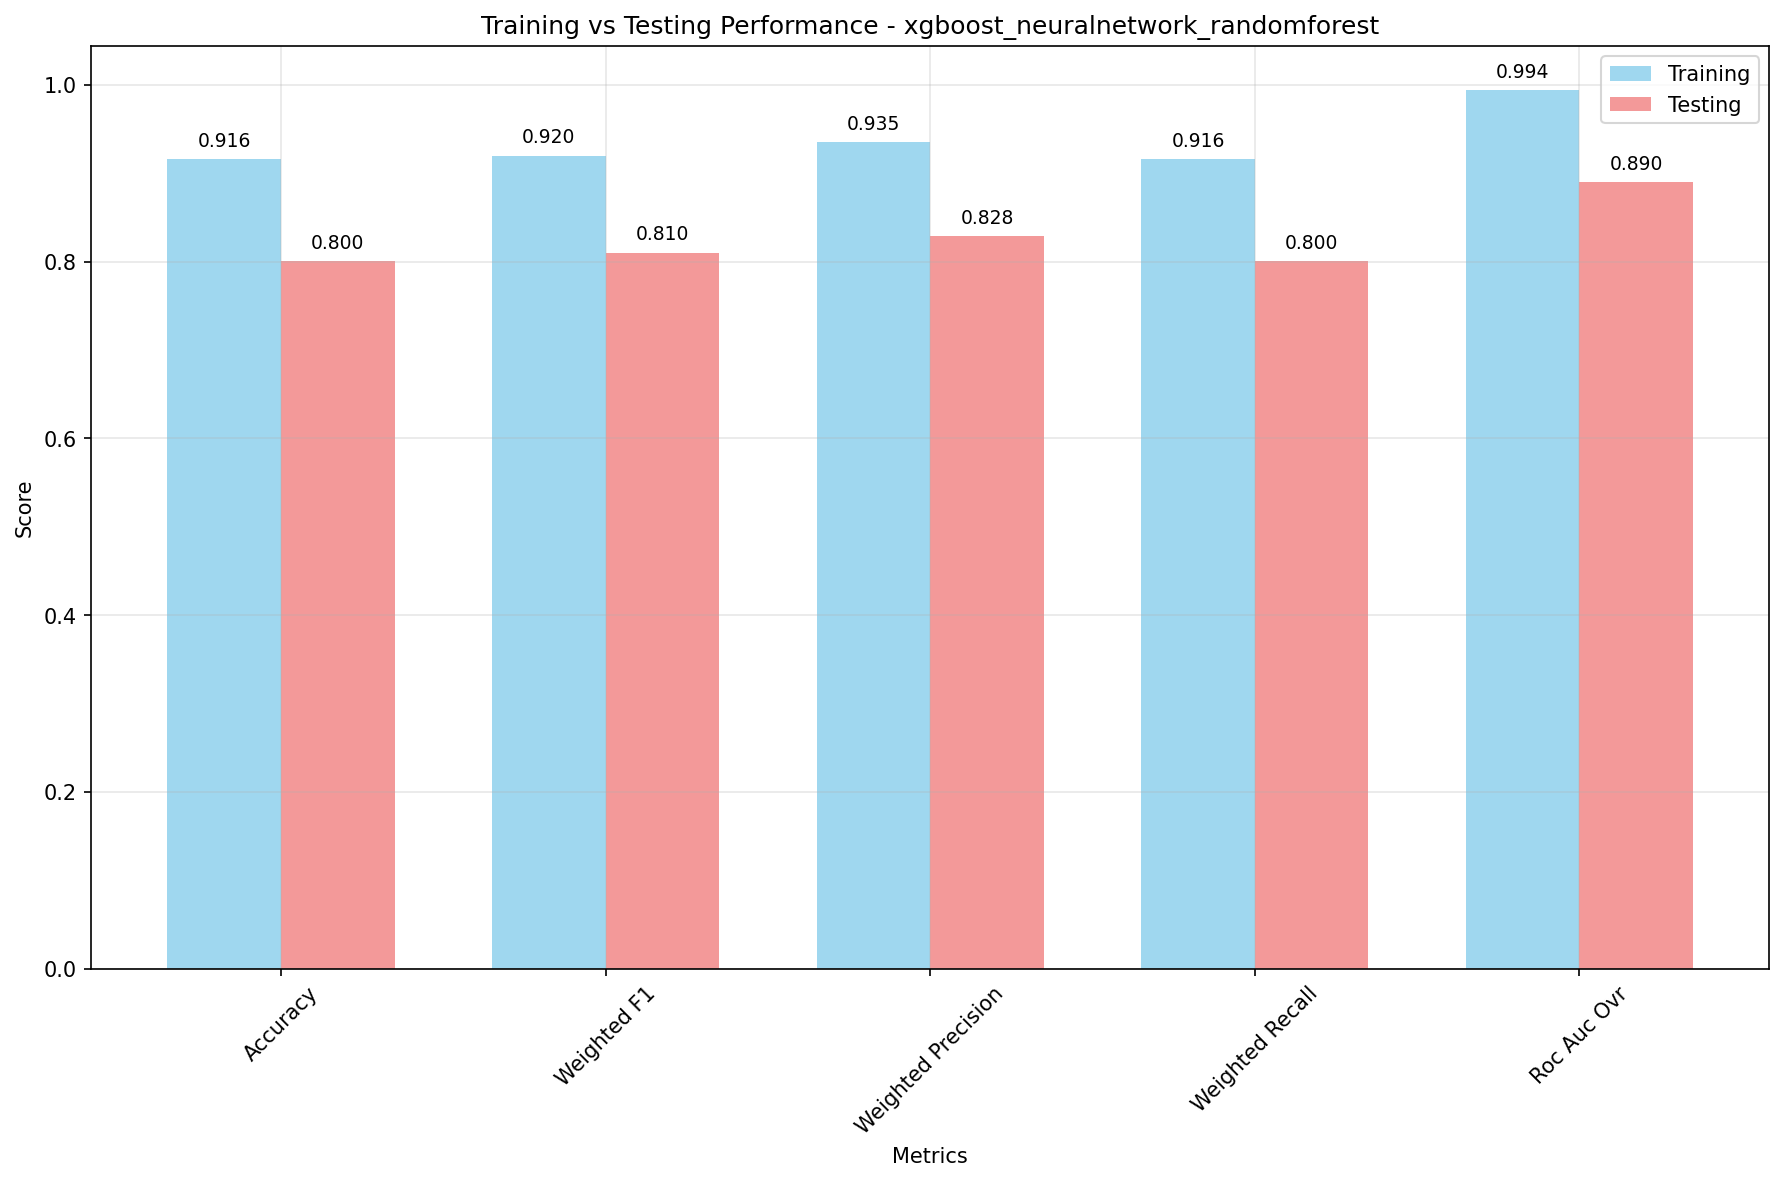 Training vs Testing Performance - xgboost_neuralnetwork_randomforest
Training
Testing
Score
1.0
0.8
0.6
0.4
0.2
0.0
0.916
0.800
0.920
0.810
0.935
0.828
0.916
0.800
0.994
0.890
Accuracy
Weighted F1
Weighted Precision
Weighted Recall
Roc Auc Ovr
Metrics